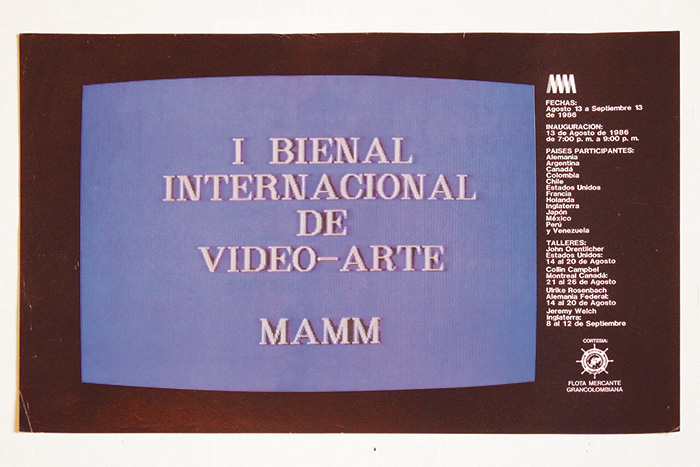 I BIENAL
INTERNACIONAL
DE
VIDEO-ARTE
MAMM
MM
FECHAS:
Agosto 13 a Septiembre 13
de 1986
INAUGURACION:
13 de Agosto de 1986
de 7:00 p. m. a 9:00 p. m.
PAISES PARTICIPANTES:
Alemania
Argentina
Canadá
Colombia
Chile
Estados Unidos
Francia
Holanda
Inglaterra
Japón
México
Perú
y Venezuela
TALLERES:
John Orentlicher
Estados Unidos:
14 al 20 de Agosto
Collin Campbel
Montreal Canadá:
21 al 26 de Agosto
Ulrike Rosenbach
Alemania Federal:
14 al 20 de Agosto
Jeremy Welch
Inglaterra:
8 al 12 de Septiembre
CORTESIA:
FLOTA MERCANTE
GRANCOLOMBIANA